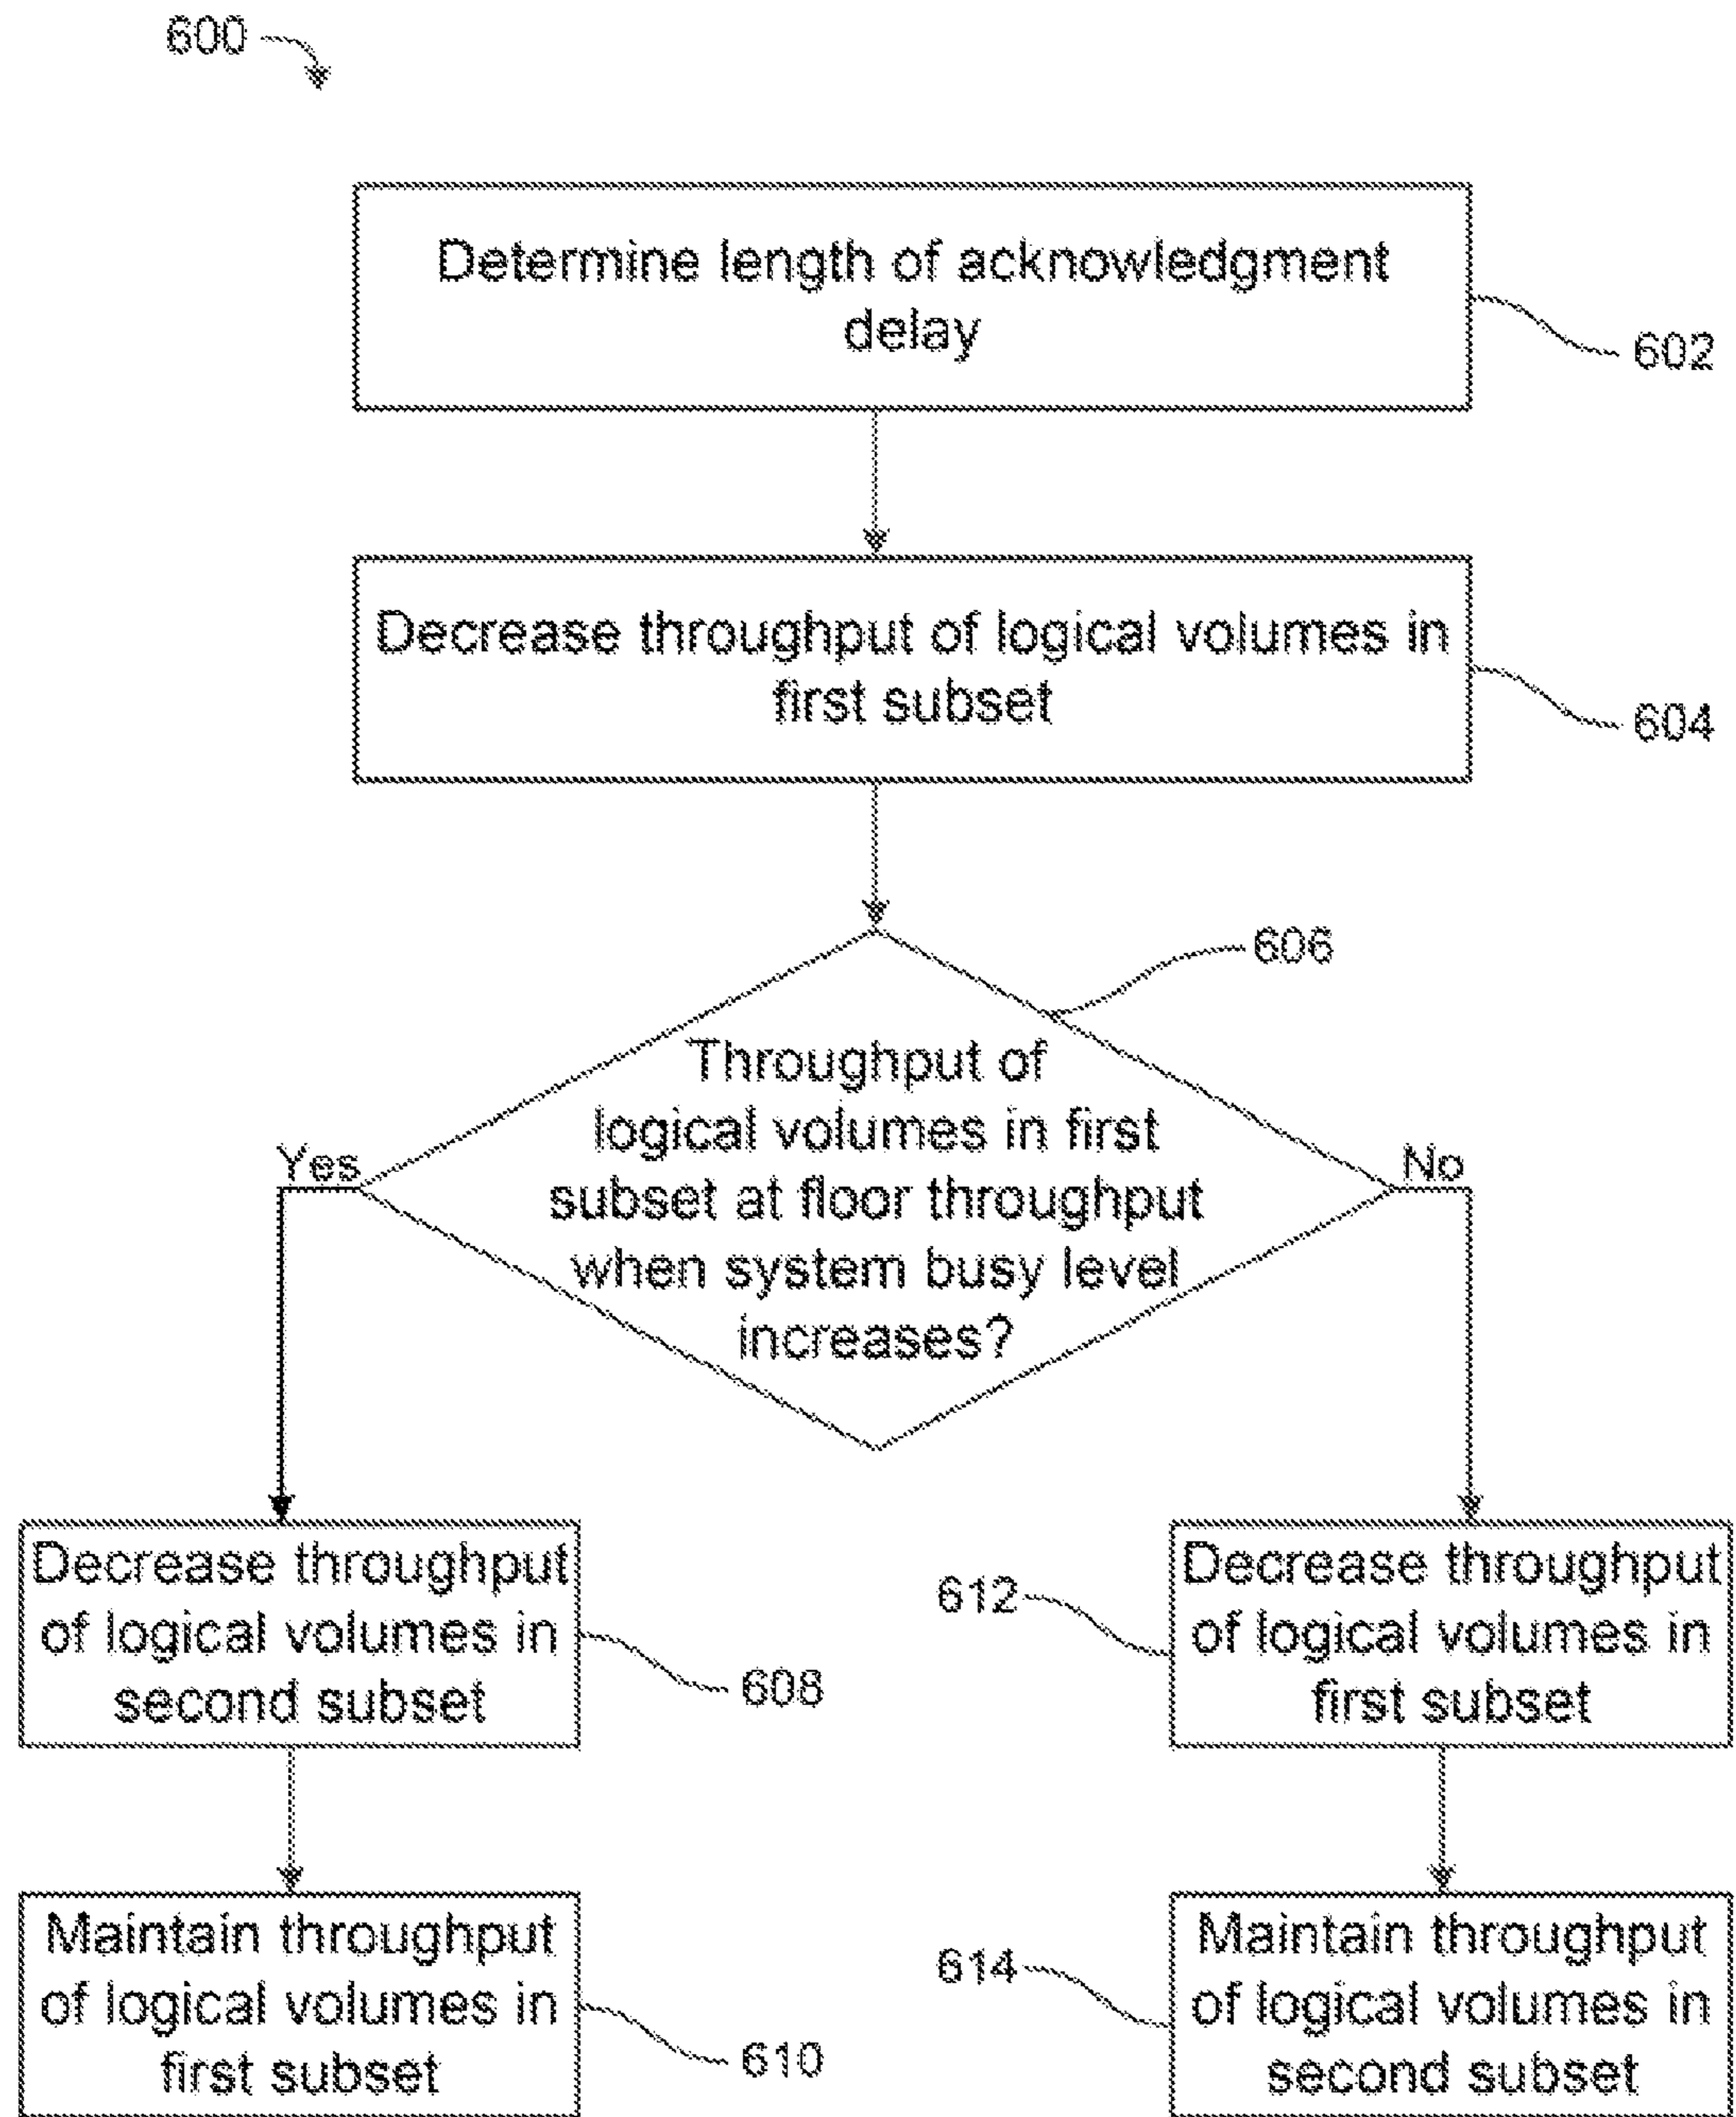 600
Determine length of acknowledgment
delay
602
Decrease throughput of logical volumes in
first subset
604
606
Throughput of
logical volumes in first
subset at floor throughput
when system busy level
increases?
Yes
No
Decrease throughput
of logical volumes in
second subset
608
612
Decrease throughput
of logical volumes in
first subset
Maintain throughput
of logical volumes in
first subset
610
614
Maintain throughput
of logical volumes in
second subset